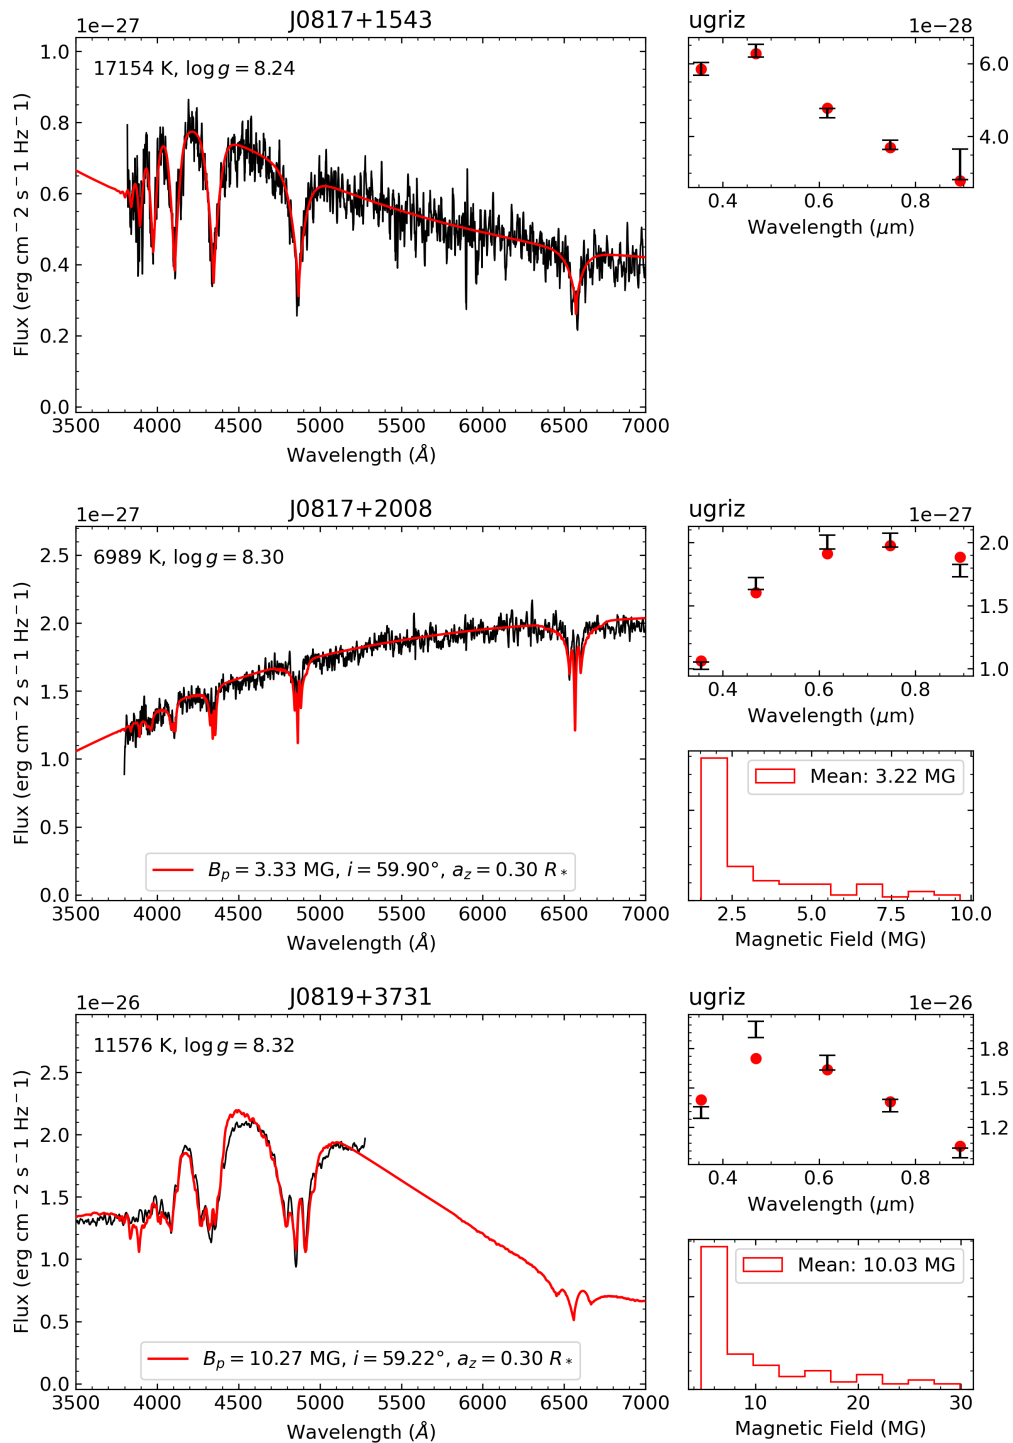 J0817+1543
1e−27
17154 K, log g = 8.24
1.0
0.8
0.6
0.4
0.2
0.0
Flux (erg cm−2 s−1 Hz−1)
3500 4000 4500 5000 5500 6000 6500 7000
Wavelength (Å)
ugriz
1e−28
6.0
4.0
0.4 0.6 0.8
Wavelength (μm)
J0817+2008
1e−27
6989 K, log g = 8.30
2.5
2.0
1.5
1.0
0.5
0.0
Flux (erg cm−2 s−1 Hz−1)
B_p = 3.33 MG, i = 59.90°, a_z = 0.30 R_*
3500 4000 4500 5000 5500 6000 6500 7000
Wavelength (Å)
ugriz
1e−27
2.0
1.5
1.0
0.4 0.6 0.8
Wavelength (μm)
Mean: 3.22 MG
2.5 5.0 7.5 10.0
Magnetic Field (MG)
J0819+3731
1e−26
11576 K, log g = 8.32
2.5
2.0
1.5
1.0
0.5
0.0
Flux (erg cm−2 s−1 Hz−1)
B_p = 10.27 MG, i = 59.22°, a_z = 0.30 R_*
3500 4000 4500 5000 5500 6000 6500 7000
Wavelength (Å)
ugriz
1e−26
1.8
1.5
1.2
0.4 0.6 0.8
Wavelength (μm)
Mean: 10.03 MG
10 20 30
Magnetic Field (MG)